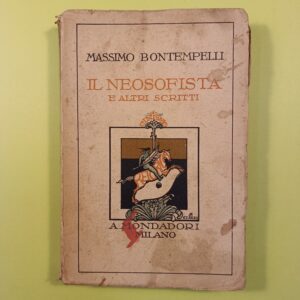 MASSIMO BONTEMPELLI
IL NEOSOFISTA
E ALTRI SCRITTI
A. MONDADORI
MILANO